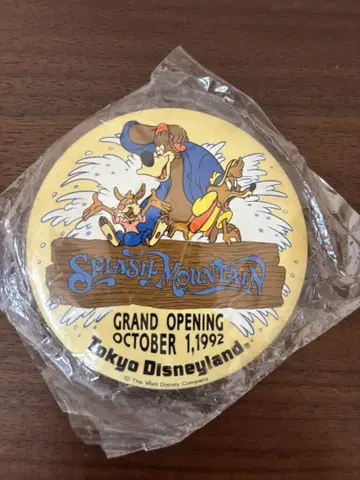 SPLASH MOUNTAIN
GRAND OPENING
OCTOBER 1,1992
Tokyo Disneyland®
© The Walt Disney Company